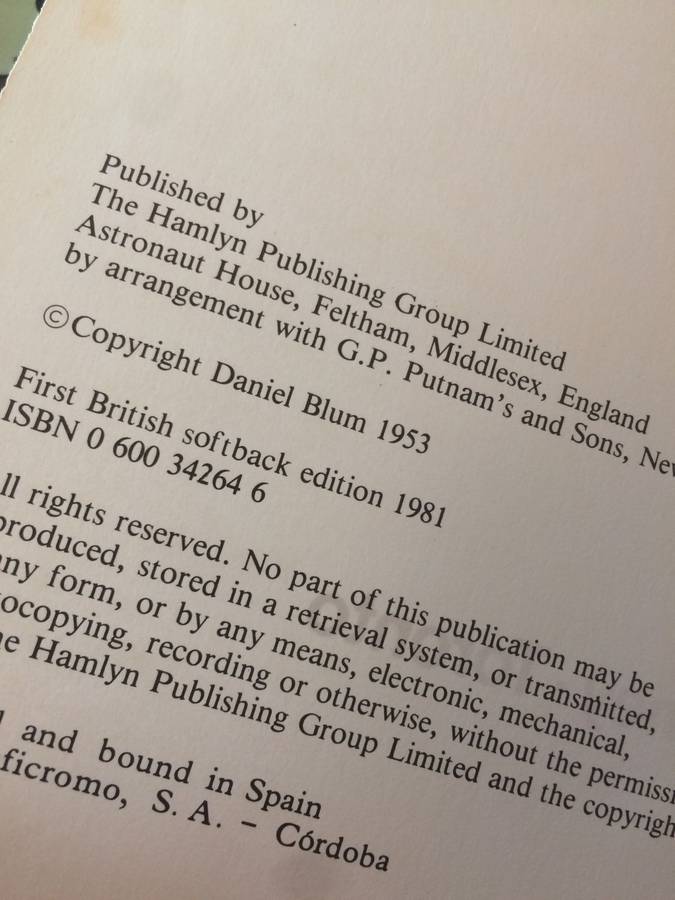 Published by
The Hamlyn Publishing Group Limited
Astronaut House, Feltham, Middlesex, England
by arrangement with G.P. Putnam's and Sons, New
©Copyright Daniel Blum 1953
First British softback edition 1981
ISBN 0 600 34264 6
ll rights reserved. No part of this publication may be
produced, stored in a retrieval system, or transmitted,
ny form, or by any means, electronic, mechanical,
ocopying, recording or otherwise, without the permissi
e Hamlyn Publishing Group Limited and the copyrigh
and bound in Spain
ficromo, S. A. – Córdoba